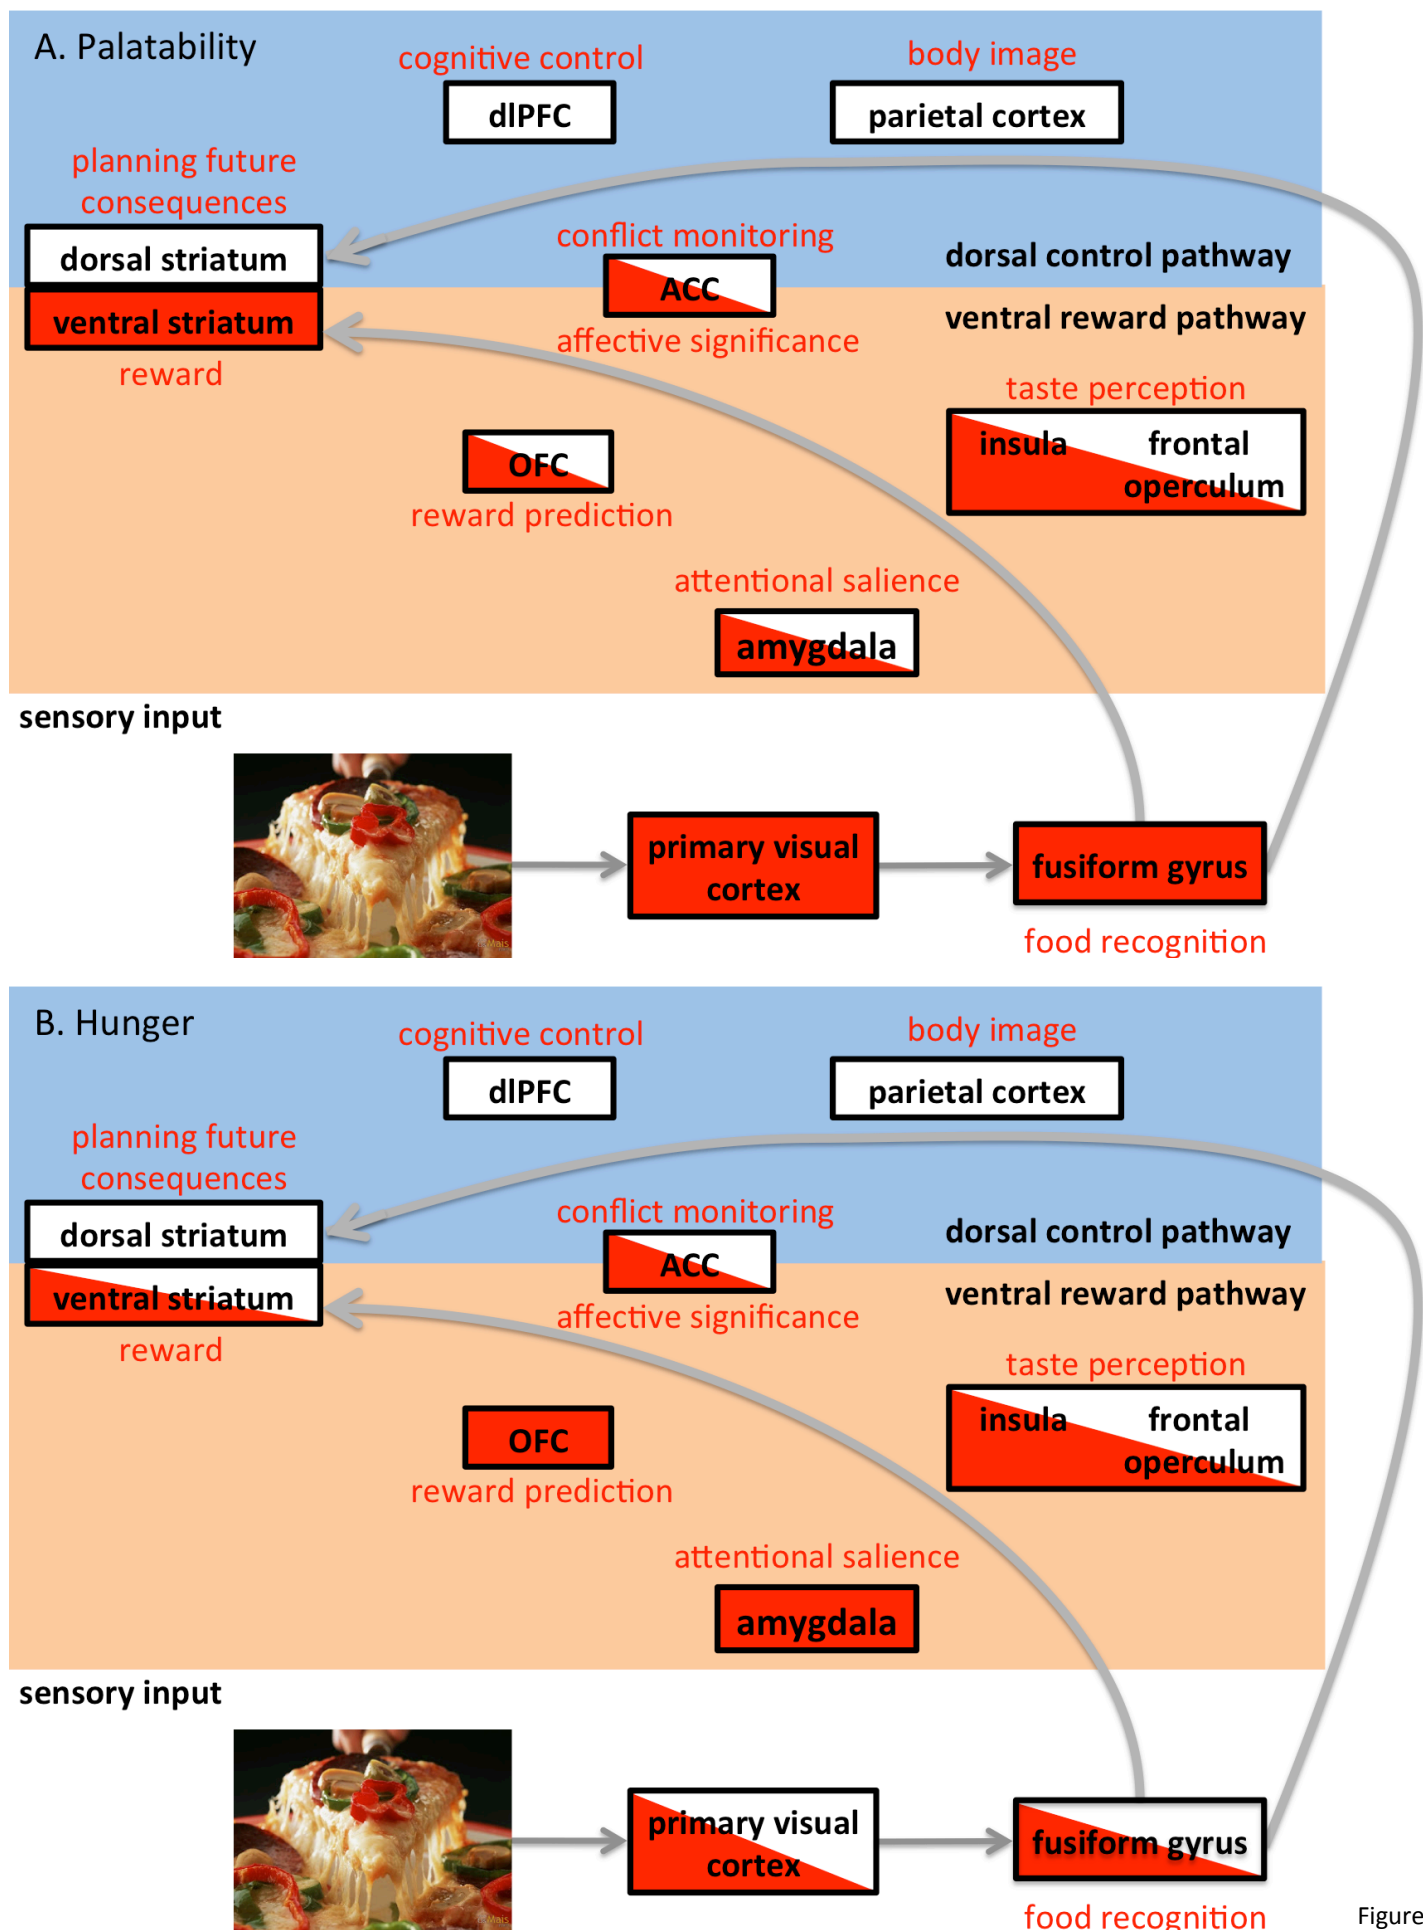 A. Palatability
cognitive control
body image
dlPFC
parietal cortex
planning future
consequences
dorsal striatum
conflict monitoring
ACC
affective significance
dorsal control pathway
ventral reward pathway
ventral striatum
reward
taste perception
insula
frontal
operculum
OFC
reward prediction
attentional salience
amygdala
sensory input
Mais
primary visual
cortex
fusiform gyrus
food recognition
B. Hunger
cognitive control
body image
dlPFC
parietal cortex
planning future
consequences
dorsal striatum
conflict monitoring
ACC
affective significance
dorsal control pathway
ventral reward pathway
ventral striatum
reward
taste perception
insula
frontal
operculum
OFC
reward prediction
attentional salience
amygdala
sensory input
Mais
primary visual
cortex
fusiform gyrus
food recognition
Figure